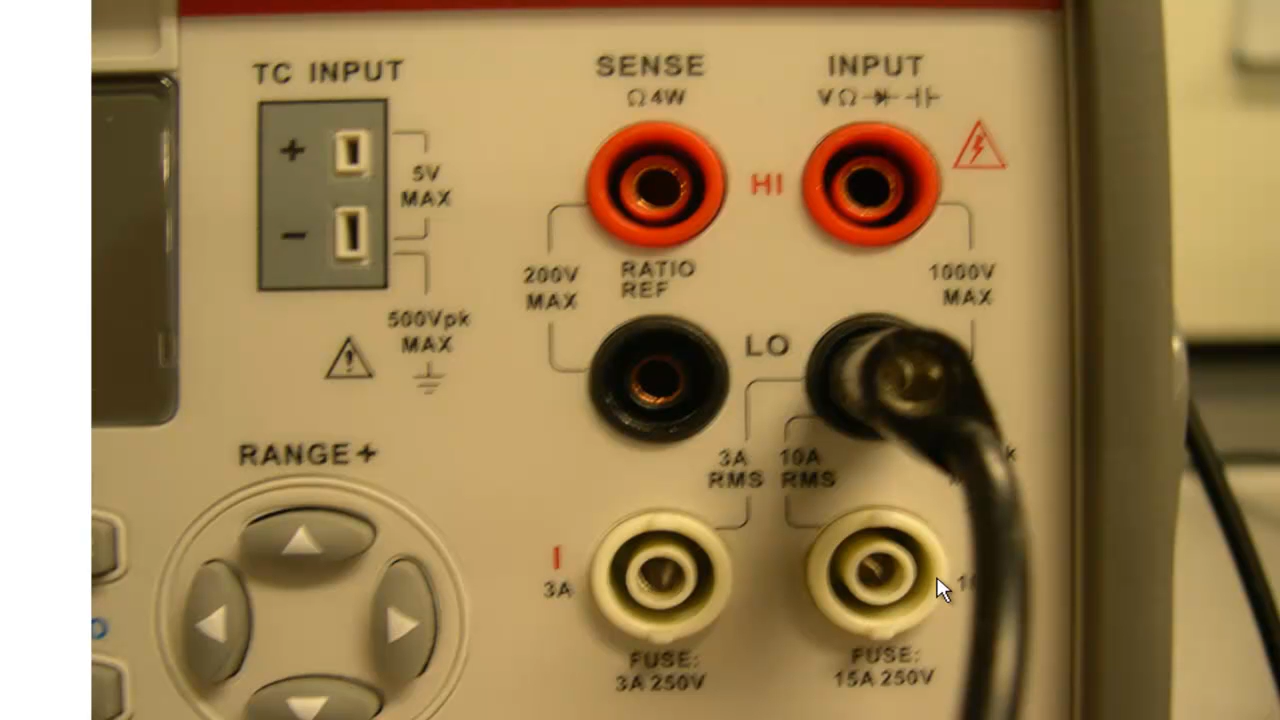 TC INPUT
+
−
5V
MAX
500Vpk
MAX
SENSE
Ω4W
INPUT
VΩ
HI
200V
MAX
RATIO
REF
1000V
MAX
LO
3A
RMS
10A
RMS
RANGE+
I
3A
FUSE:
3A 250V
FUSE:
15A 250V